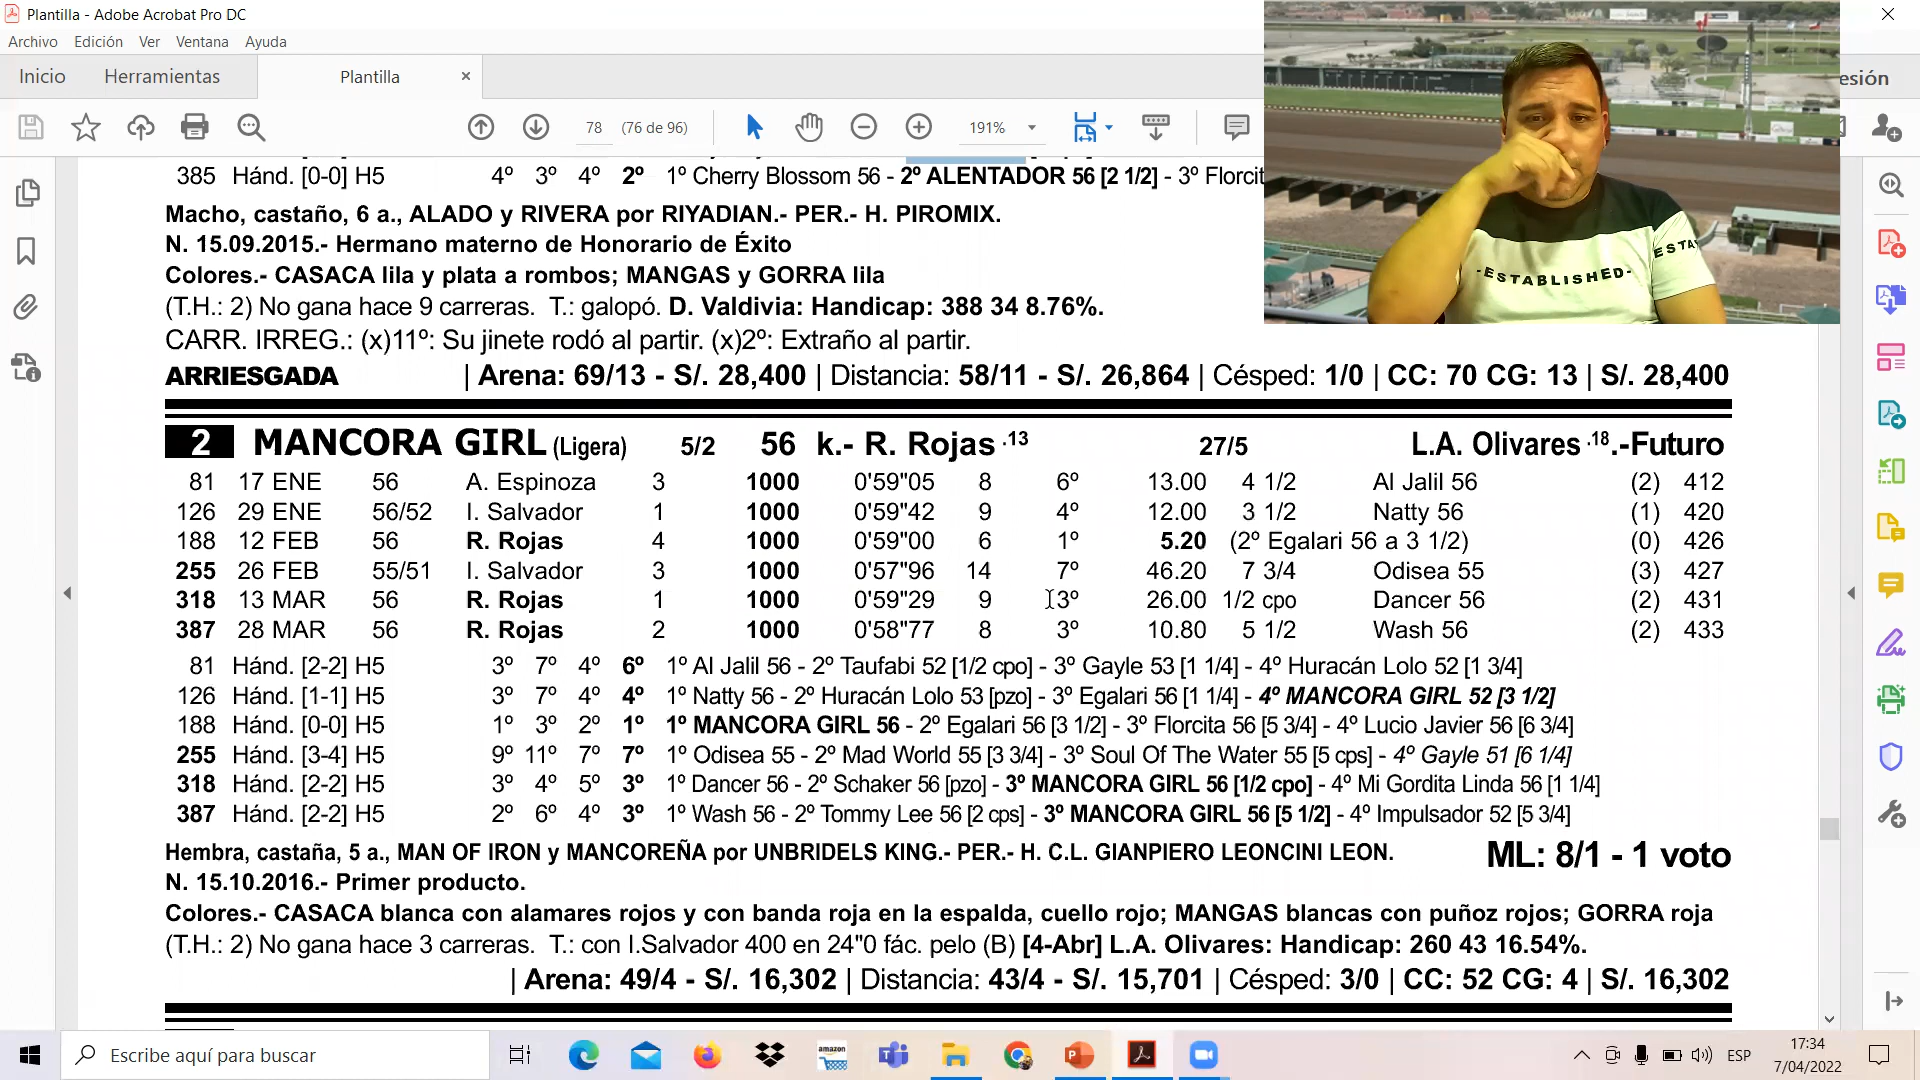 Plantilla - Adobe Acrobat Pro DC
Archivo Edición Ver Ventana Ayuda
Inicio Herramientas Plantilla × esión
78 (76 de 96) 191%
385 Hánd. [0-0] H5 4º 3º 4º 2º 1º Cherry Blossom 56 - 2º ALENTADOR 56 [2 1/2] - 3º Florcit
Macho, castaño, 6 a., ALADO y RIVERA por RIYADIAN.- PER.- H. PIROMIX.
N. 15.09.2015.- Hermano materno de Honorario de Éxito
Colores.- CASACA lila y plata a rombos; MANGAS y GORRA lila
(T.H.: 2) No gana hace 9 carreras. T.: galopó. D. Valdivia: Handicap: 388 34 8.76%.
CARR. IRREG.: (x)11º: Su jinete rodó al partir. (x)2º: Extraño al partir.
ARRIESGADA | Arena: 69/13 - S/. 28,400 | Distancia: 58/11 - S/. 26,864 | Césped: 1/0 | CC: 70 CG: 13 | S/. 28,400
2 MANCORA GIRL (Ligera) 5/2 56 k.- R. Rojas .13 27/5 L.A. Olivares .18.-Futuro
81 17 ENE 56 A. Espinoza 3 1000 0'59"05 8 6º 13.00 4 1/2 Al Jalil 56 (2) 412
126 29 ENE 56/52 I. Salvador 1 1000 0'59"42 9 4º 12.00 3 1/2 Natty 56 (1) 420
188 12 FEB 56 R. Rojas 4 1000 0'59"00 6 1º 5.20 (2º Egalari 56 a 3 1/2) (0) 426
255 26 FEB 55/51 I. Salvador 3 1000 0'57"96 14 7º 46.20 7 3/4 Odisea 55 (3) 427
318 13 MAR 56 R. Rojas 1 1000 0'59"29 9 3º 26.00 1/2 cpo Dancer 56 (2) 431
387 28 MAR 56 R. Rojas 2 1000 0'58"77 8 3º 10.80 5 1/2 Wash 56 (2) 433
81 Hánd. [2-2] H5 3º 7º 4º 6º 1º Al Jalil 56 - 2º Taufabi 52 [1/2 cpo] - 3º Gayle 53 [1 1/4] - 4º Huracán Lolo 52 [1 3/4]
126 Hánd. [1-1] H5 3º 7º 4º 4º 1º Natty 56 - 2º Huracán Lolo 53 [pzo] - 3º Egalari 56 [1 1/4] - 4º MANCORA GIRL 52 [3 1/2]
188 Hánd. [0-0] H5 1º 3º 2º 1º 1º MANCORA GIRL 56 - 2º Egalari 56 [3 1/2] - 3º Florcita 56 [5 3/4] - 4º Lucio Javier 56 [6 3/4]
255 Hánd. [3-4] H5 9º 11º 7º 7º 1º Odisea 55 - 2º Mad World 55 [3 3/4] - 3º Soul Of The Water 55 [5 cps] - 4º Gayle 51 [6 1/4]
318 Hánd. [2-2] H5 3º 4º 5º 3º 1º Dancer 56 - 2º Schaker 56 [pzo] - 3º MANCORA GIRL 56 [1/2 cpo] - 4º Mi Gordita Linda 56 [1 1/4]
387 Hánd. [2-2] H5 2º 6º 4º 3º 1º Wash 56 - 2º Tommy Lee 56 [2 cps] - 3º MANCORA GIRL 56 [5 1/2] - 4º Impulsador 52 [5 3/4]
Hembra, castaña, 5 a., MAN OF IRON y MANCOREÑA por UNBRIDELS KING.- PER.- H. C.L. GIANPIERO LEONCINI LEON. ML: 8/1 - 1 voto
N. 15.10.2016.- Primer producto.
Colores.- CASACA blanca con alamares rojos y con banda roja en la espalda, cuello rojo; MANGAS blancas con puñoz rojos; GORRA roja
(T.H.: 2) No gana hace 3 carreras. T.: con I.Salvador 400 en 24"0 fác. pelo (B) [4-Abr] L.A. Olivares: Handicap: 260 43 16.54%.
| Arena: 49/4 - S/. 16,302 | Distancia: 43/4 - S/. 15,701 | Césped: 3/0 | CC: 52 CG: 4 | S/. 16,302
-ESTABLISHED-
ESTA
Escribe aquí para buscar
amazon
ESP
17:34
7/04/2022